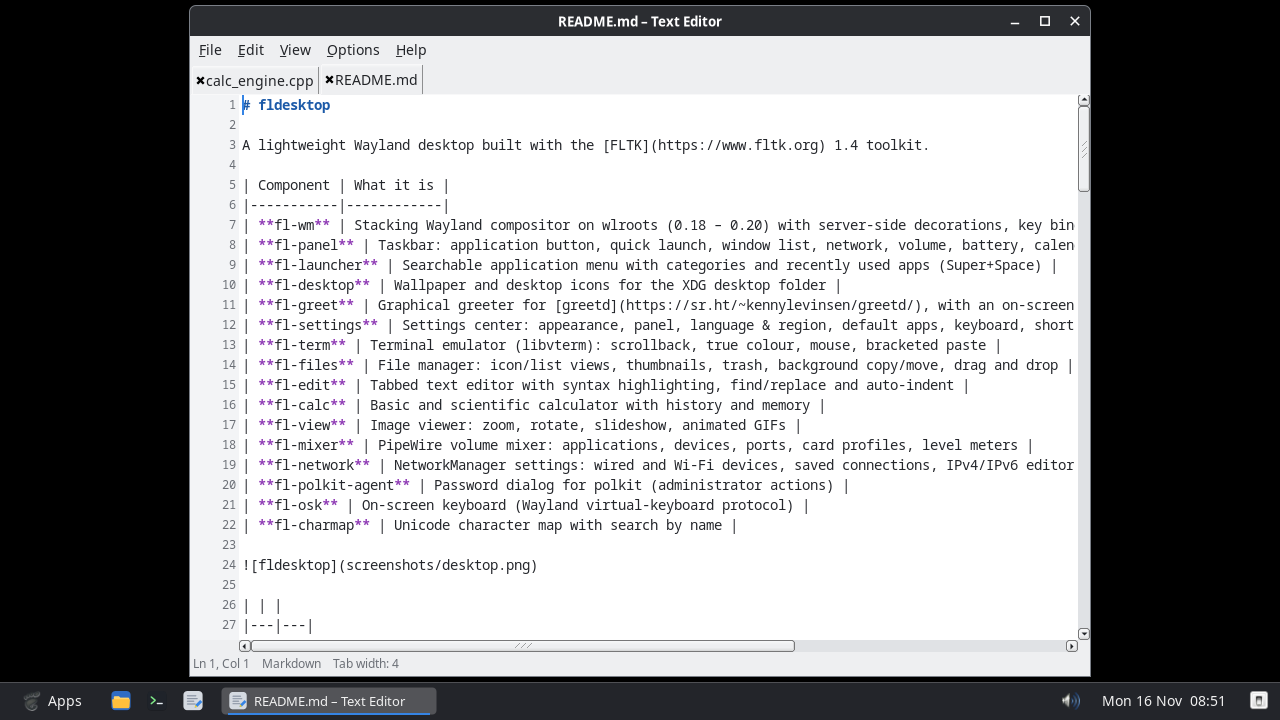 README.md – Text Editor
File Edit View Options Help
✖calc_engine.cpp ✖README.md
1 # fldesktop
2
3 A lightweight Wayland desktop built with the [FLTK](https://www.fltk.org) 1.4 toolkit.
4
5 | Component | What it is |
6 |-----------|------------|
7 | **fl-wm** | Stacking Wayland compositor on wlroots (0.18 – 0.20) with server-side decorations, key bin
8 | **fl-panel** | Taskbar: application button, quick launch, window list, network, volume, battery, calen
9 | **fl-launcher** | Searchable application menu with categories and recently used apps (Super+Space) |
10 | **fl-desktop** | Wallpaper and desktop icons for the XDG desktop folder |
11 | **fl-greet** | Graphical greeter for [greetd](https://sr.ht/~kennylevinsen/greetd/), with an on-screen
12 | **fl-settings** | Settings center: appearance, panel, language & region, default apps, keyboard, short
13 | **fl-term** | Terminal emulator (libvterm): scrollback, true colour, mouse, bracketed paste |
14 | **fl-files** | File manager: icon/list views, thumbnails, trash, background copy/move, drag and drop |
15 | **fl-edit** | Tabbed text editor with syntax highlighting, find/replace and auto-indent |
16 | **fl-calc** | Basic and scientific calculator with history and memory |
17 | **fl-view** | Image viewer: zoom, rotate, slideshow, animated GIFs |
18 | **fl-mixer** | PipeWire volume mixer: applications, devices, ports, card profiles, level meters |
19 | **fl-network** | NetworkManager settings: wired and Wi-Fi devices, saved connections, IPv4/IPv6 editor
20 | **fl-polkit-agent** | Password dialog for polkit (administrator actions) |
21 | **fl-osk** | On-screen keyboard (Wayland virtual-keyboard protocol) |
22 | **fl-charmap** | Unicode character map with search by name |
23
24 ![fldesktop](screenshots/desktop.png)
25
26 | | |
27 |---|---|
Ln 1, Col 1 Markdown Tab width: 4
Apps README.md – Text Editor Mon 16 Nov 08:51